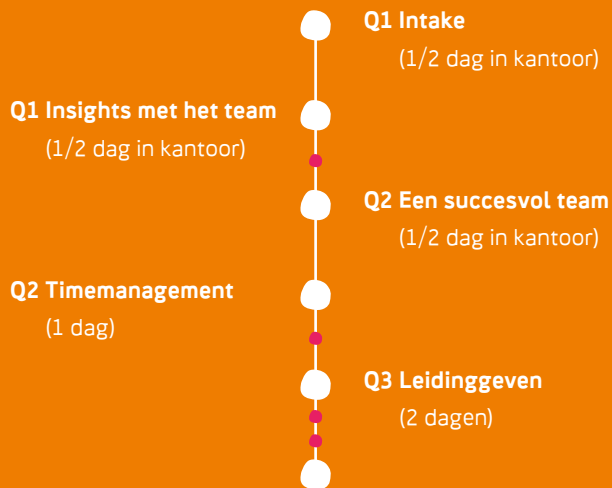 Q1 Intake
(1/2 dag in kantoor)
Q1 Insights met het team
(1/2 dag in kantoor)
Q2 Een succesvol team
(1/2 dag in kantoor)
Q2 Timemanagement
(1 dag)
Q3 Leidinggeven
(2 dagen)